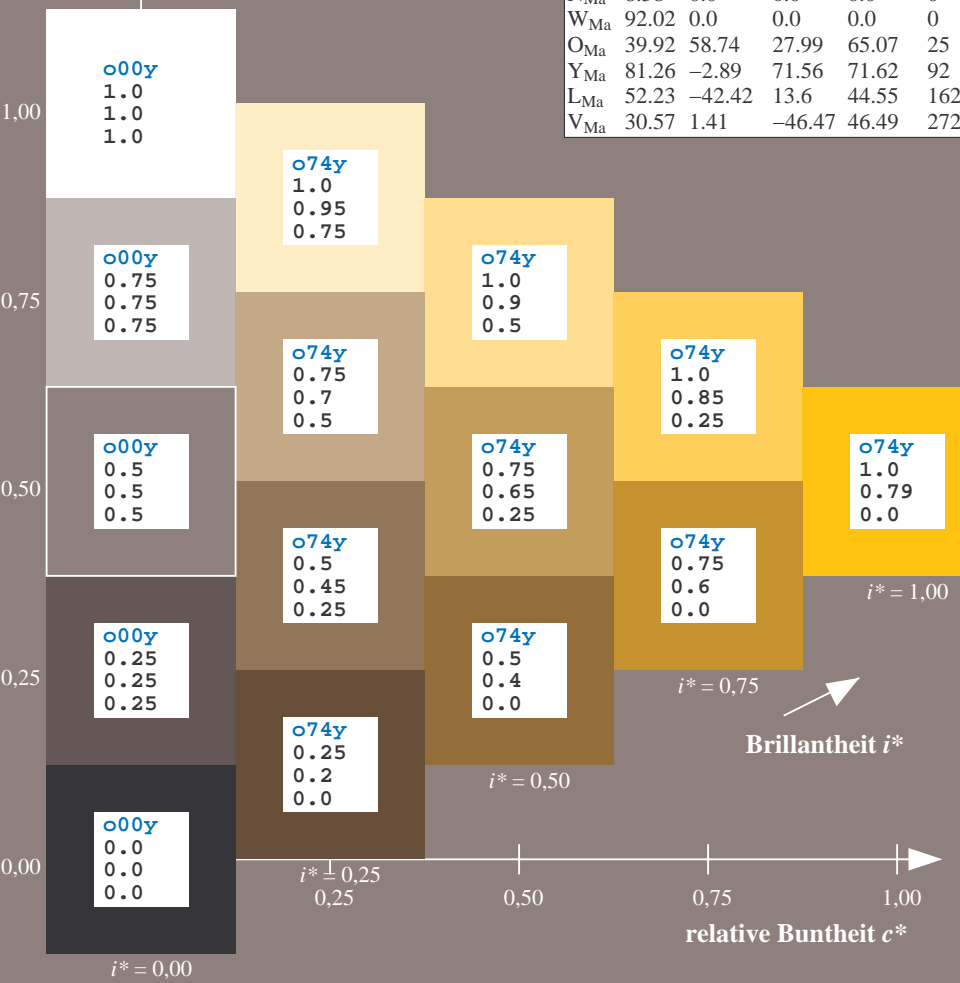 W_Ma 92.02 0.0 0.0 0.0 0
O_Ma 39.92 58.74 27.99 65.07 25
Y_Ma 81.26 –2.89 71.56 71.62 92
L_Ma 52.23 –42.42 13.6 44.55 162
V_Ma 30.57 1.41 –46.47 46.49 272
1,00
0,75
0,50
0,25
0,00
o00y
1.0
1.0
1.0
o00y
0.75
0.75
0.75
o00y
0.5
0.5
0.5
o00y
0.25
0.25
0.25
o00y
0.0
0.0
0.0
i* = 0,00
o74y
1.0
0.95
0.75
o74y
0.75
0.7
0.5
o74y
0.5
0.45
0.25
o74y
0.25
0.2
0.0
i* = 0,25
o74y
1.0
0.9
0.5
o74y
0.75
0.65
0.25
o74y
0.5
0.4
0.0
i* = 0,50
o74y
1.0
0.85
0.25
o74y
0.75
0.6
0.0
i* = 0,75
o74y
1.0
0.79
0.0
i* = 1,00
Brillantheit i*
0,25 0,50 0,75 1,00
relative Buntheit c*